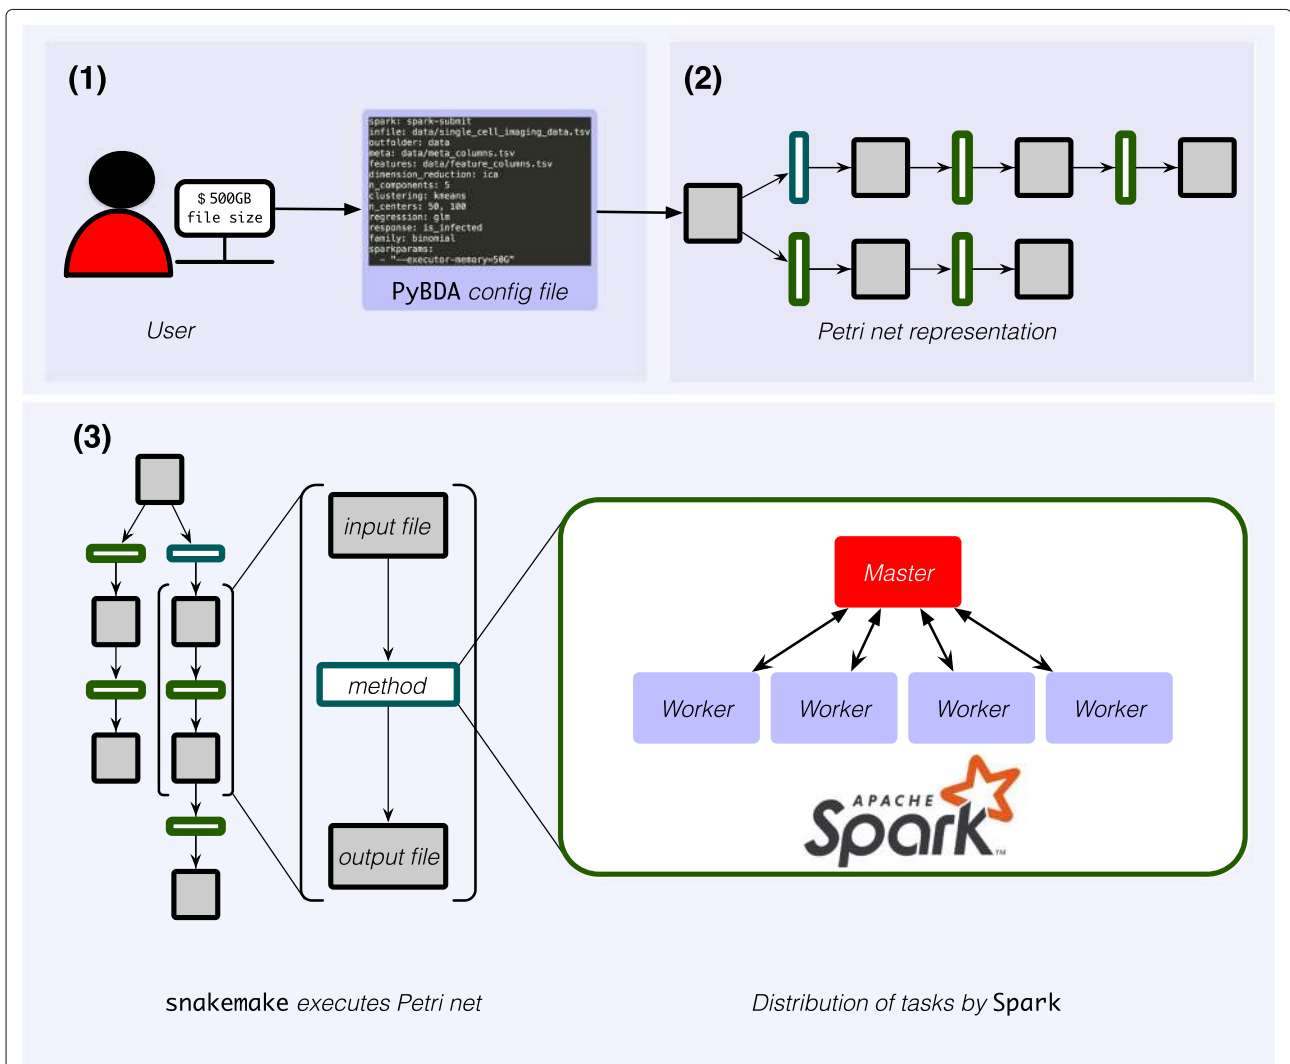 (1)
$ 500GB
file size
User
spark: spark-submit
infile: data/single_cell_imaging_data.tsv
outfolder: data
meta: data/meta_columns.tsv
features: data/feature_columns.tsv
dimension_reduction: ica
n_components: 5
clustering: kmeans
n_centers: 50, 100
regression: glm
response: is_infected
family: binomial
sparkparams:
- "--executor-memory=50G"
PyBDA config file
(2)
Petri net representation
(3)
input file
method
output file
snakemake executes Petri net
Master
Worker Worker Worker Worker
APACHE
Spark™
Distribution of tasks by Spark